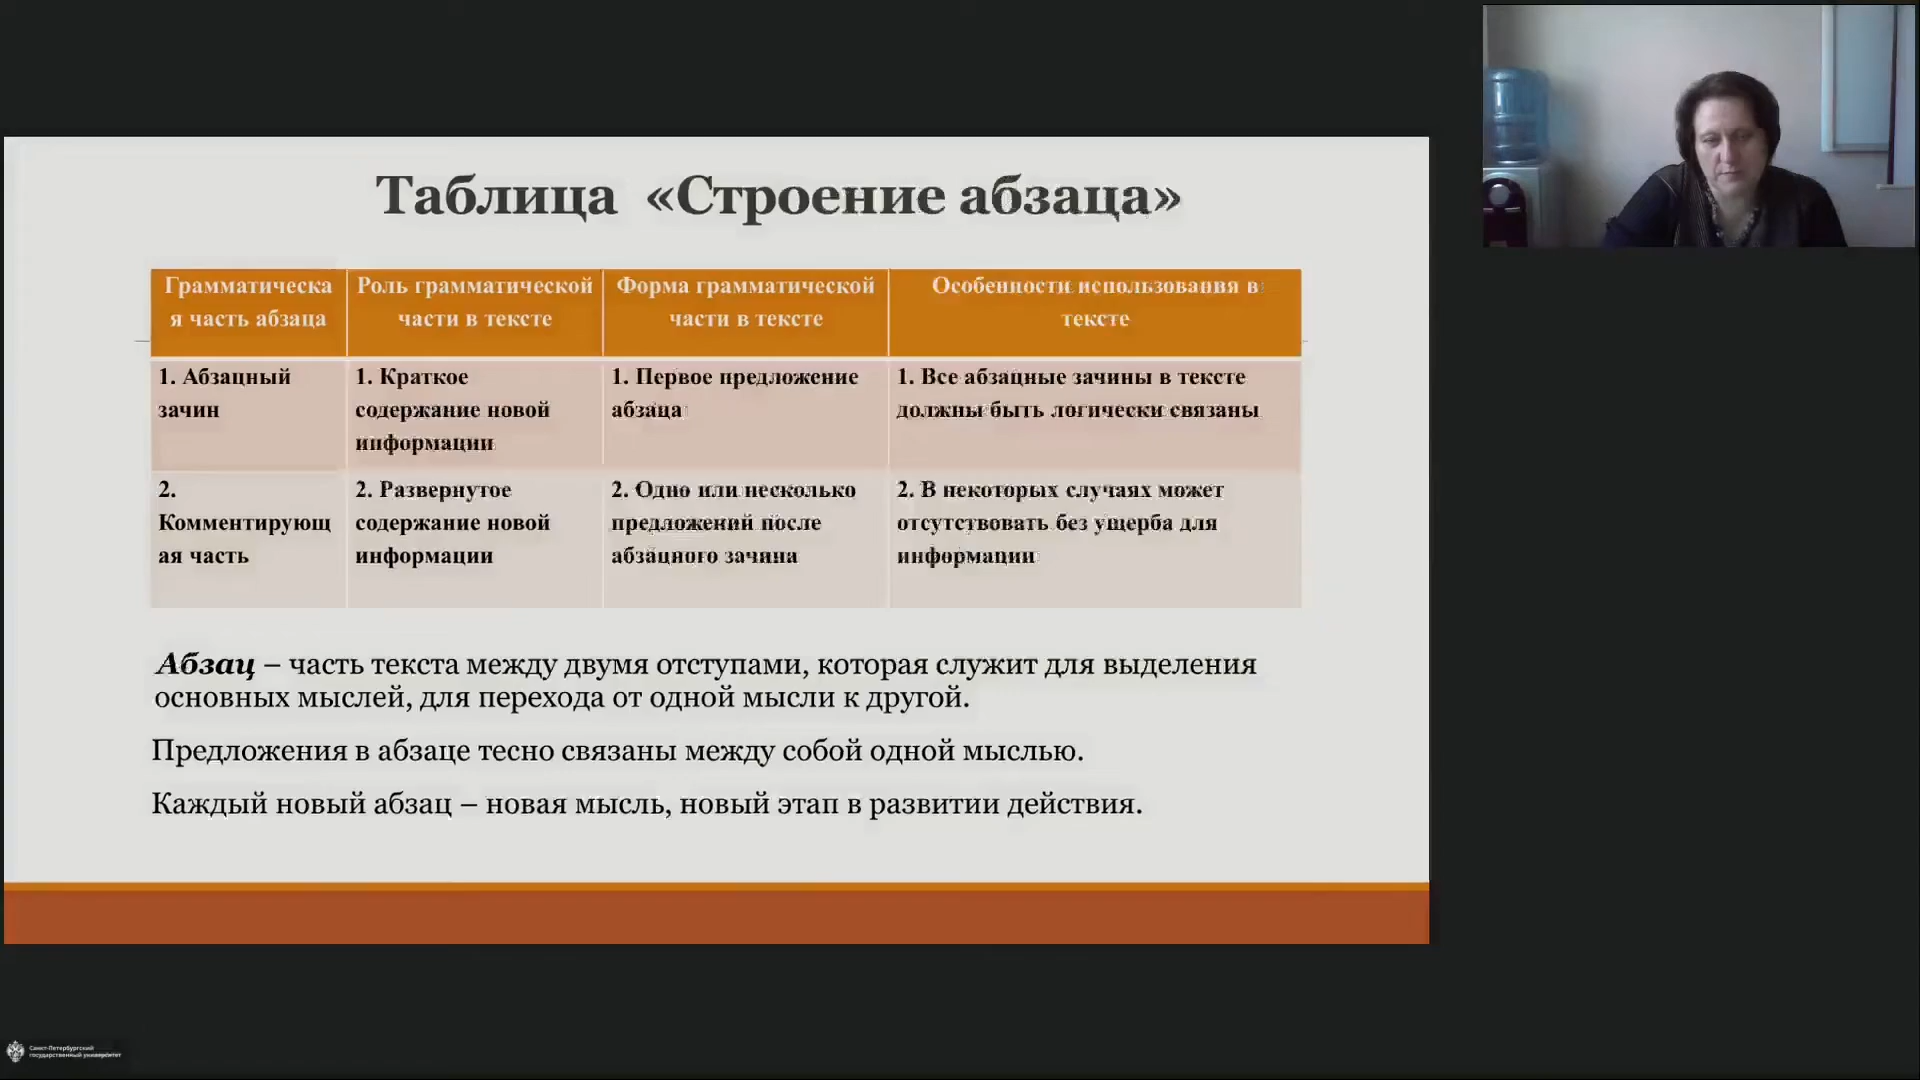 Таблица «Строение абзаца»
Грамматическа
я часть абзаца
Роль грамматической
части в тексте
Форма грамматической
части в тексте
Особенности использования в
тексте
1. Абзацный
зачин
1. Краткое
содержание новой
информации
1. Первое предложение
абзаца
1. Все абзацные зачины в тексте
должны быть логически связаны
2.
Комментирующ
ая часть
2. Развернутое
содержание новой
информации
2. Одно или несколько
предложений после
абзацного зачина
2. В некоторых случаях может
отсутствовать без ущерба для
информации
Абзац – часть текста между двумя отступами, которая служит для выделения
основных мыслей, для перехода от одной мысли к другой.
Предложения в абзаце тесно связаны между собой одной мыслью.
Каждый новый абзац – новая мысль, новый этап в развитии действия.
Санкт-Петербургский
государственный университет